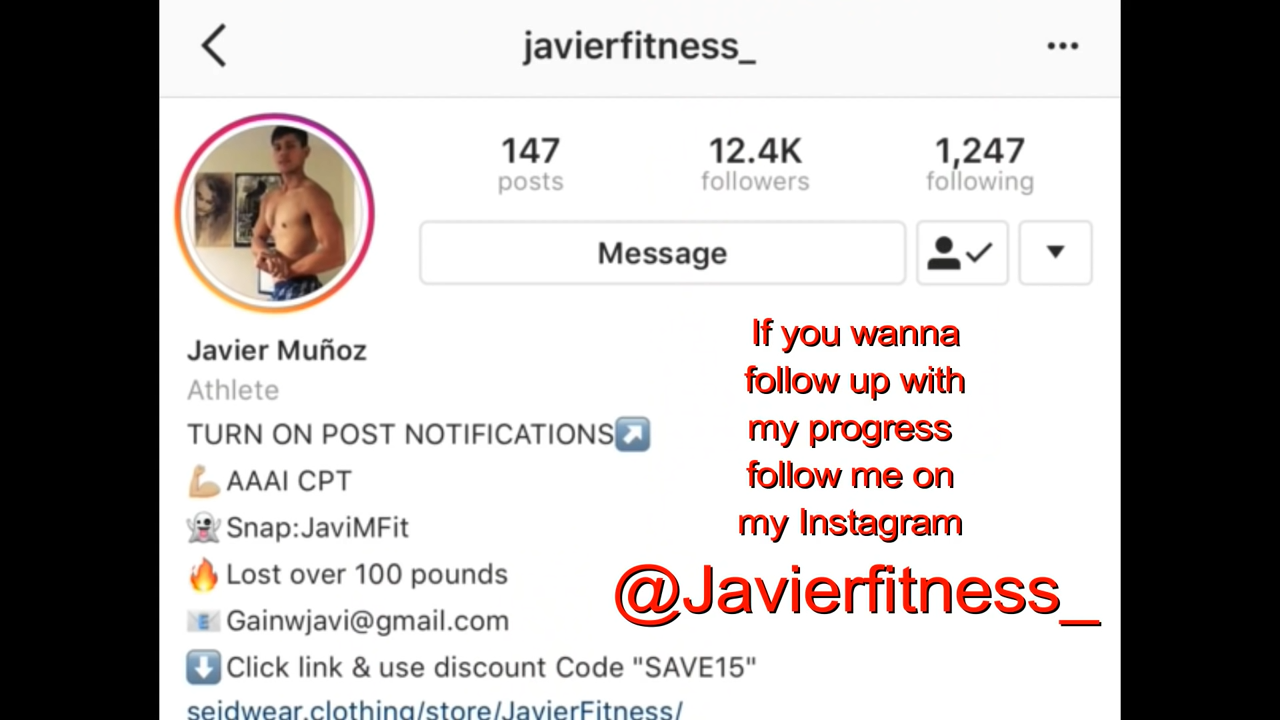 javierfitness_
147
12.4K
1,247
posts
followers
following
Message
Javier Muñoz
Athlete
TURN ON POST NOTIFICATIONS↗️
💪🏼AAAI CPT
👻Snap:JaviMFit
🔥Lost over 100 pounds
📧Gainwjavi@gmail.com
⬇️Click link & use discount Code "SAVE15"
seidwear.clothing/store/JavierFitness/
If you wanna
follow up with
my progress
follow me on
my Instagram
@Javierfitness_